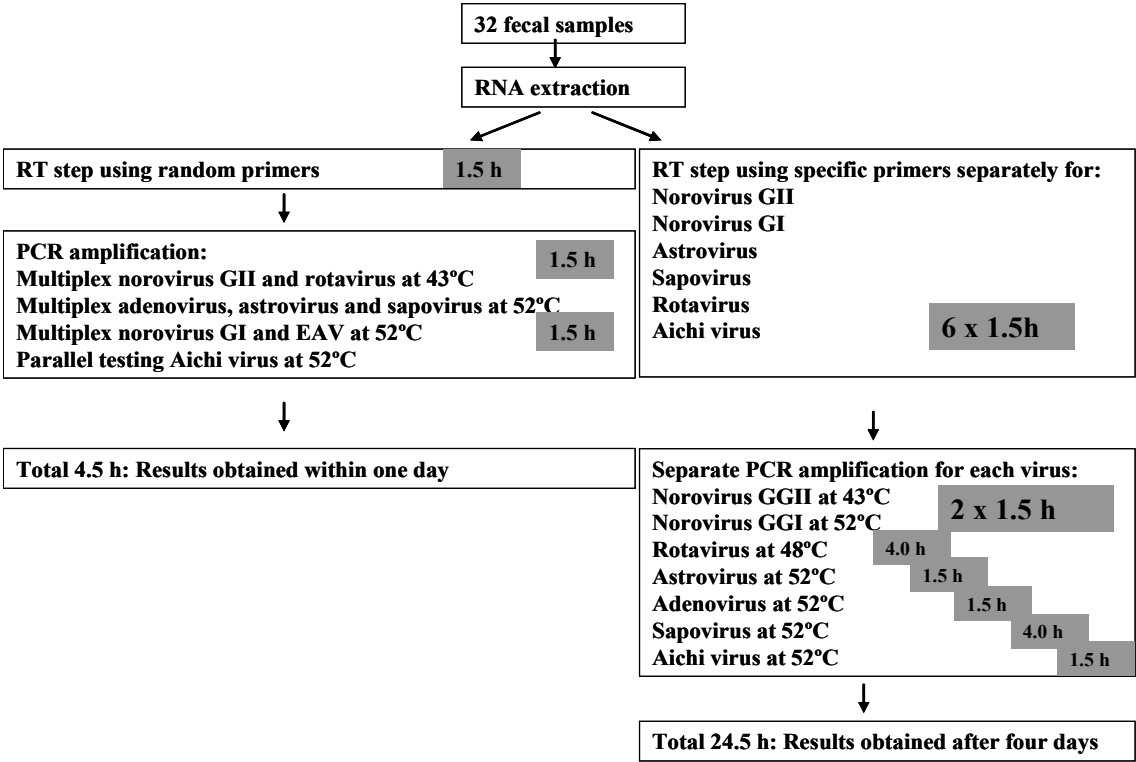 32 fecal samples
RNA extraction
RT step using random primers 1.5 h
PCR amplification: 1.5 h
Multiplex norovirus GII and rotavirus at 43ºC
Multiplex adenovirus, astrovirus and sapovirus at 52ºC
Multiplex norovirus GI and EAV at 52ºC 1.5 h
Parallel testing Aichi virus at 52ºC
Total 4.5 h: Results obtained within one day
RT step using specific primers separately for:
Norovirus GII
Norovirus GI
Astrovirus
Sapovirus
Rotavirus
Aichi virus 6 x 1.5h
Separate PCR amplification for each virus:
Norovirus GGII at 43ºC 2 x 1.5 h
Norovirus GGI at 52ºC
Rotavirus at 48ºC 4.0 h
Astrovirus at 52ºC 1.5 h
Adenovirus at 52ºC 1.5 h
Sapovirus at 52ºC 4.0 h
Aichi virus at 52ºC 1.5 h
Total 24.5 h: Results obtained after four days